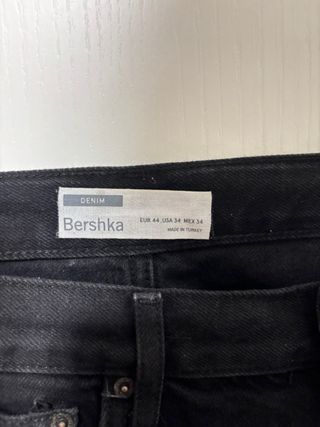 DENIM
Bershka
EUR 44 USA 34 MEX 34
MADE IN TURKEY